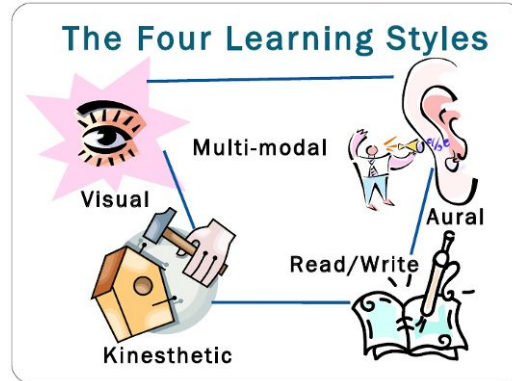 The Four Learning Styles
Multi-modal
Visual
Aural
Read/Write
Kinesthetic